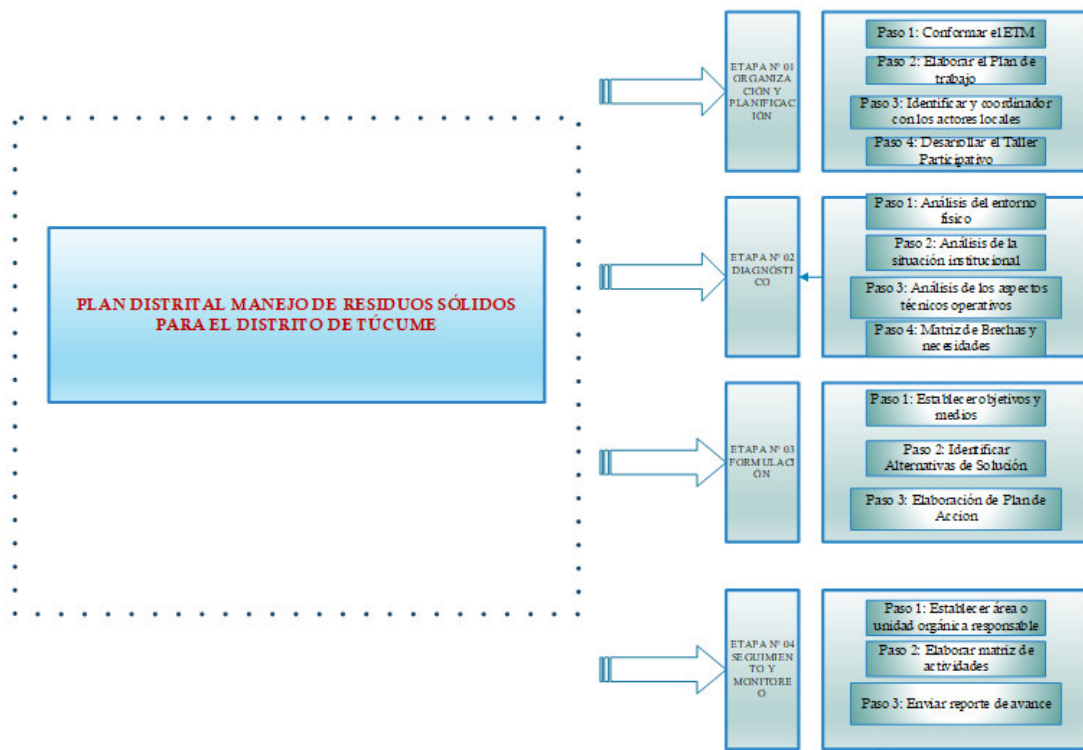 PLAN DISTRITAL MANEJO DE RESIDUOS SÓLIDOS
PARA EL DISTRITO DE TÚCUME
ETAPA Nº 01
ORGANIZA
CIÓN Y
PLANIFICAC
IÓN
Paso 1: Conformar el ETM
Paso 2: Elaborar el Plan de
trabajo
Paso 3: Identificar y coordinador
con los actores locales
Paso 4: Desarrollar el Taller
Participativo
ETAPA Nº 02
DIAGNÓSTI
CO
Paso 1: Análisis del entorno
físico
Paso 2: Análisis de la
situación institucional
Paso 3: Análisis de los aspectos
técnicos operativos
Paso 4: Matriz de Brechas y
necesidades
ETAPA Nº 03
FORMULACI
ÓN
Paso 1: Establecer objetivos y
medios
Paso 2: Identificar
Alternativas de Solución
Paso 3: Elaboración de Plan de
Accion
ETAPA Nº 04
SEGUIMIEN
TO Y
MONITORE
O
Paso 1: Establecer área o
unidad orgánica responsable
Paso 2: Elaborar matriz de
actividades
Paso 3: Enviar reporte de avance